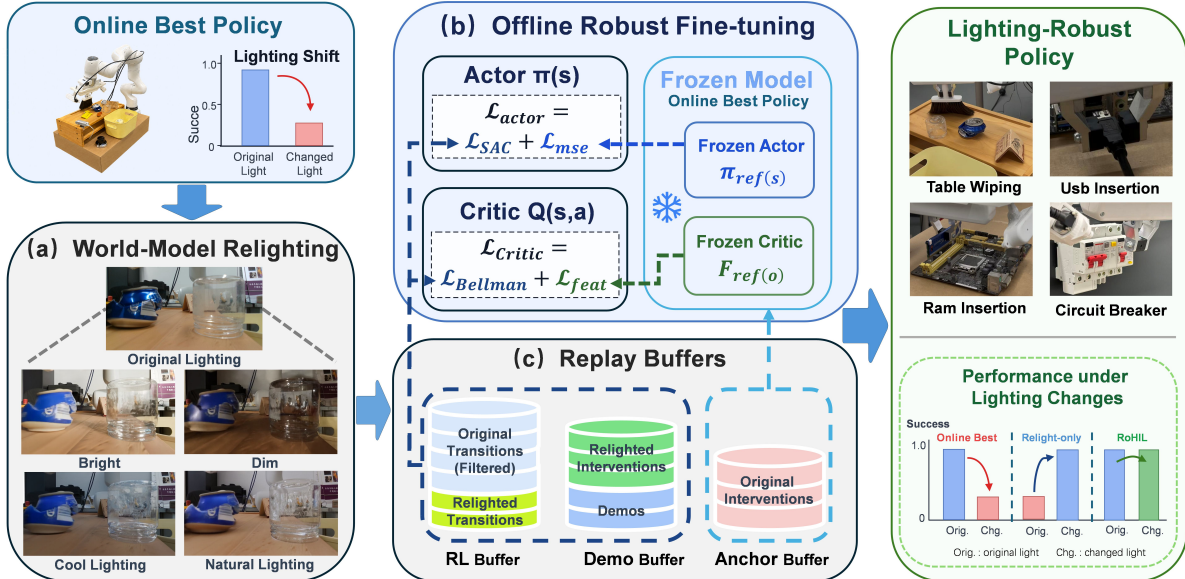 Online Best Policy
Lighting Shift
1.0
0.5
0
Succe
Original
Light
Changed
Light
(a) World-Model Relighting
Original Lighting
Bright
Dim
Cool Lighting
Natural Lighting
(b) Offline Robust Fine-tuning
Actor π(s)
ℒactor =
ℒSAC + ℒmse
Critic Q(s,a)
ℒCritic =
ℒBellman + ℒfeat
Frozen Model
Online Best Policy
Frozen Actor
πref(s)
Frozen Critic
Fref(o)
(c) Replay Buffers
Original
Transitions
(Filtered)
Relighted
Transitions
RL Buffer
Relighted
Interventions
Demos
Demo Buffer
Original
Interventions
Anchor Buffer
Lighting-Robust
Policy
Table Wiping
Usb Insertion
Ram Insertion
Circuit Breaker
Performance under
Lighting Changes
Success
1.0
0
Online Best
Relight-only
RoHIL
Orig. Chg.
Orig. Chg.
Orig. Chg.
Orig. : original light Chg. : changed light